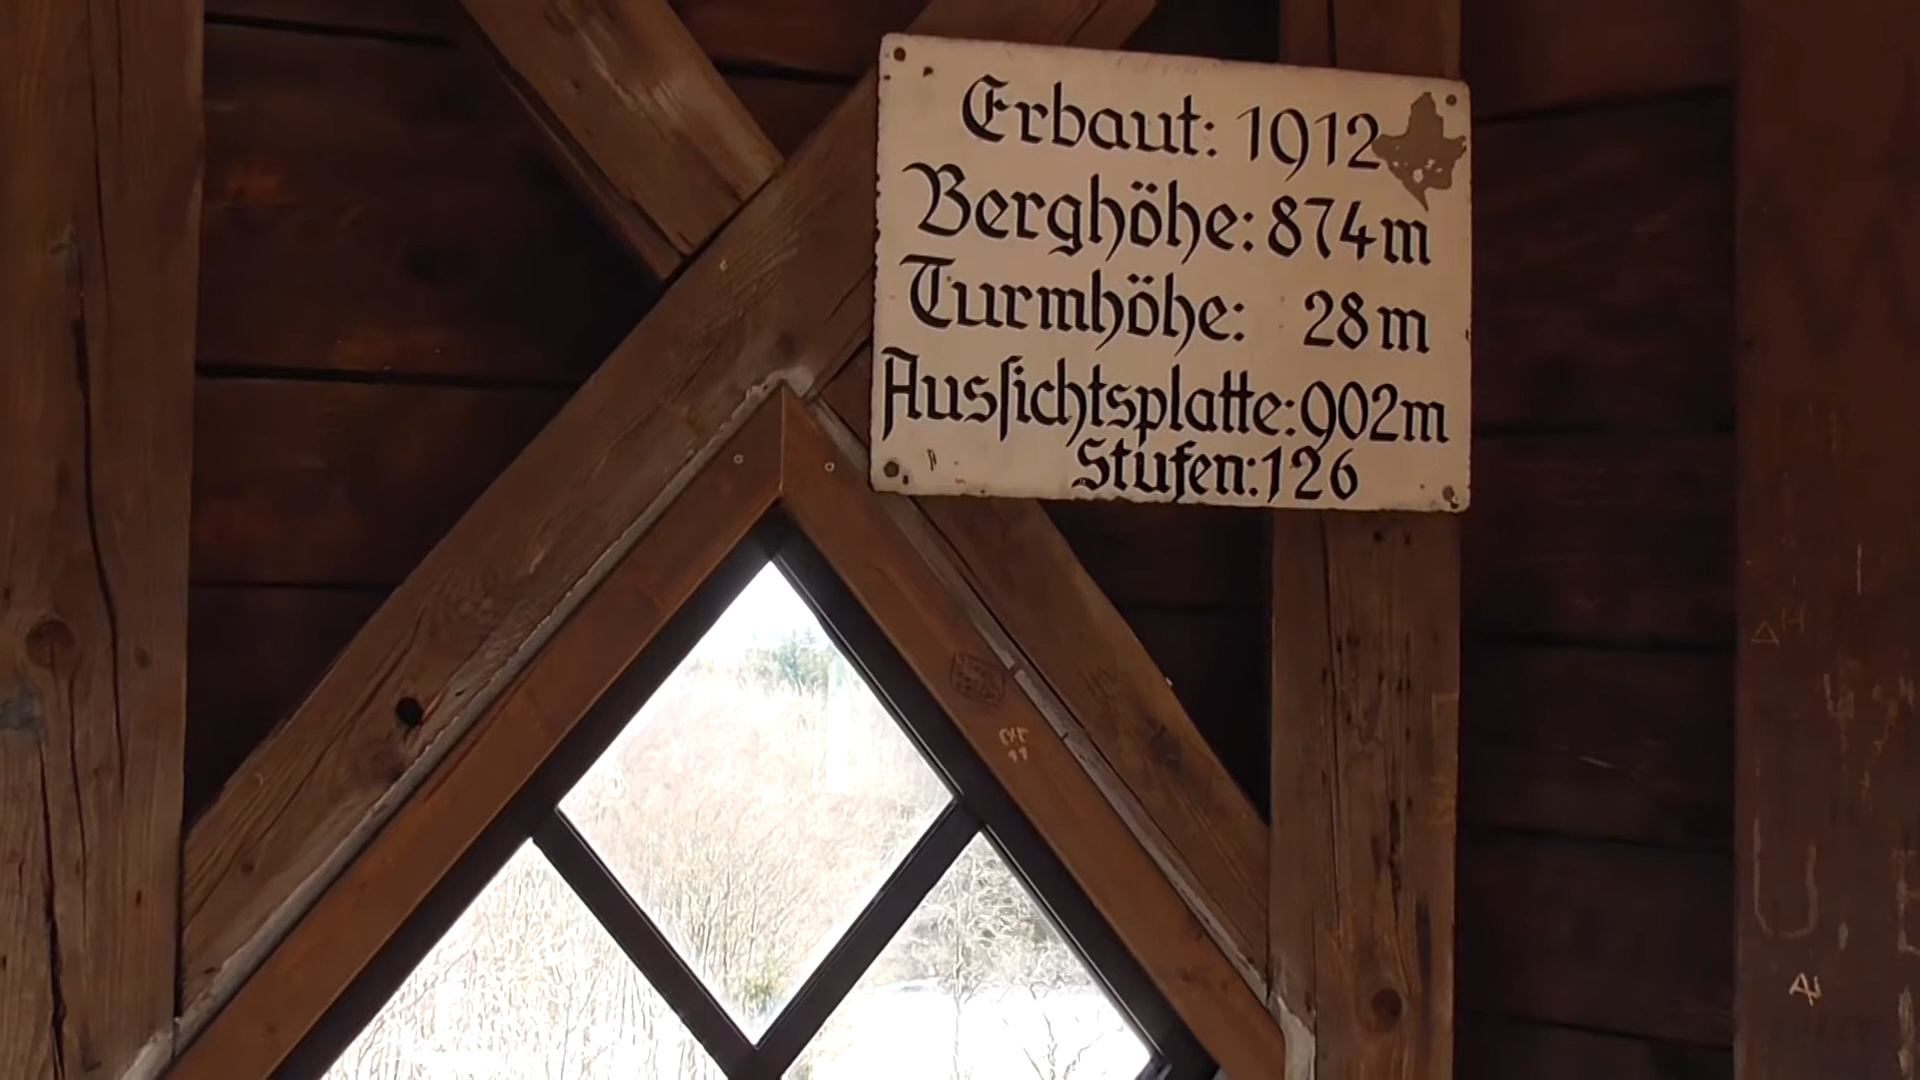 Erbaut: 1912
Berghöhe: 874m
Turmhöhe: 28m
Ausſichtsplatte: 902m
Stufen: 126